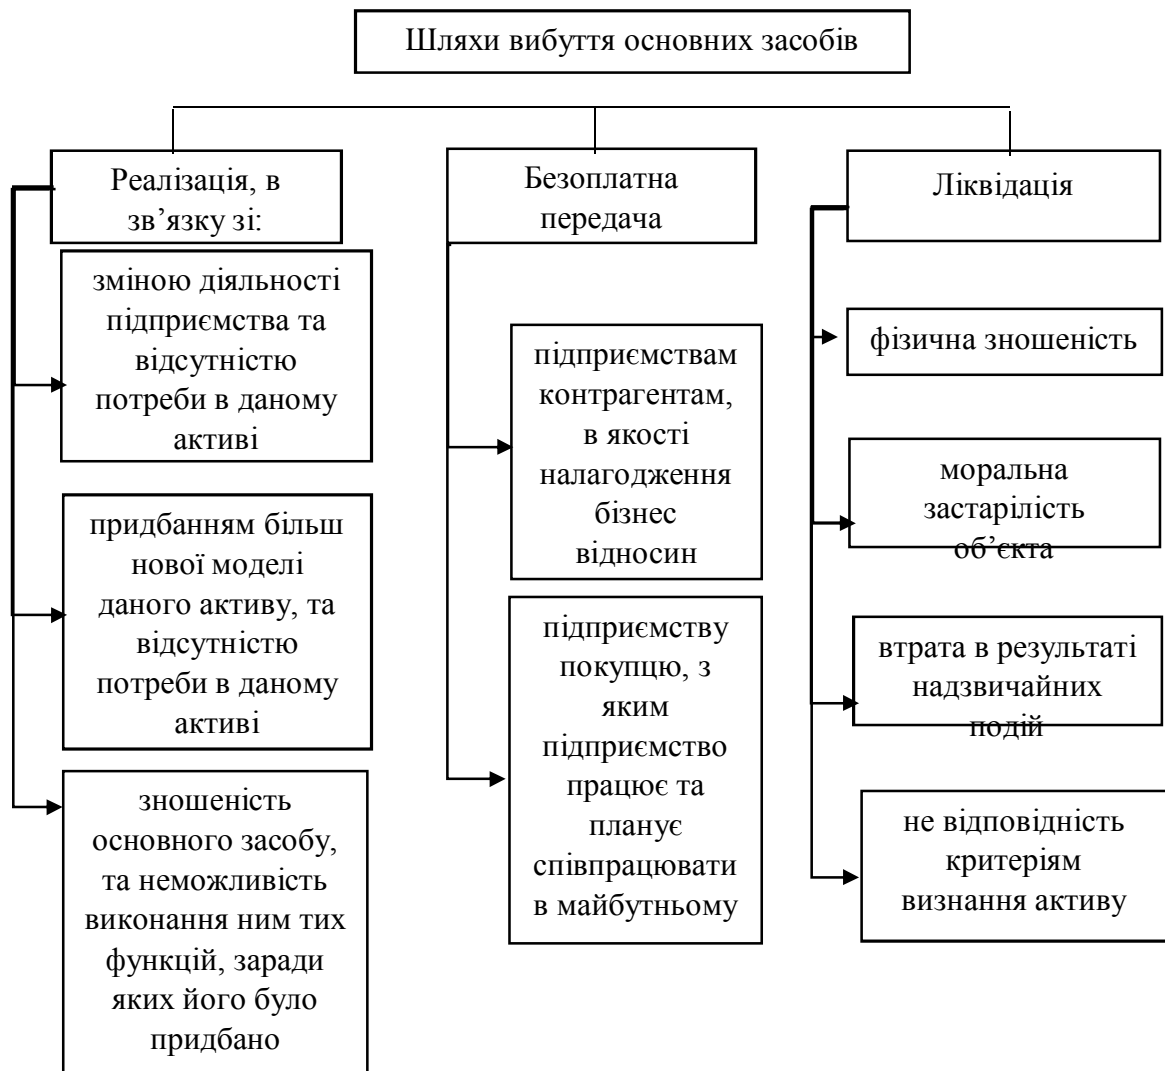 Шляхи вибуття основних засобів
Реалізація, в
зв’язку зі:
зміною діяльності
підприємства та
відсутністю
потреби в даному
активі
придбанням більш
нової моделі
даного активу, та
відсутністю
потреби в даному
активі
зношеність
основного засобу,
та неможливість
виконання ним тих
функцій, заради
яких його було
придбано
Безоплатна
передача
підприємствам
контрагентам,
в якості
налагодження
бізнес
відносин
підприємству
покупцю, з
яким
підприємство
працює та
планує
співпрацювати
в майбутньому
Ліквідація
фізична зношеність
моральна
застарілість
об’єкта
втрата в результаті
надзвичайних
подій
не відповідність
критеріям
визнання активу